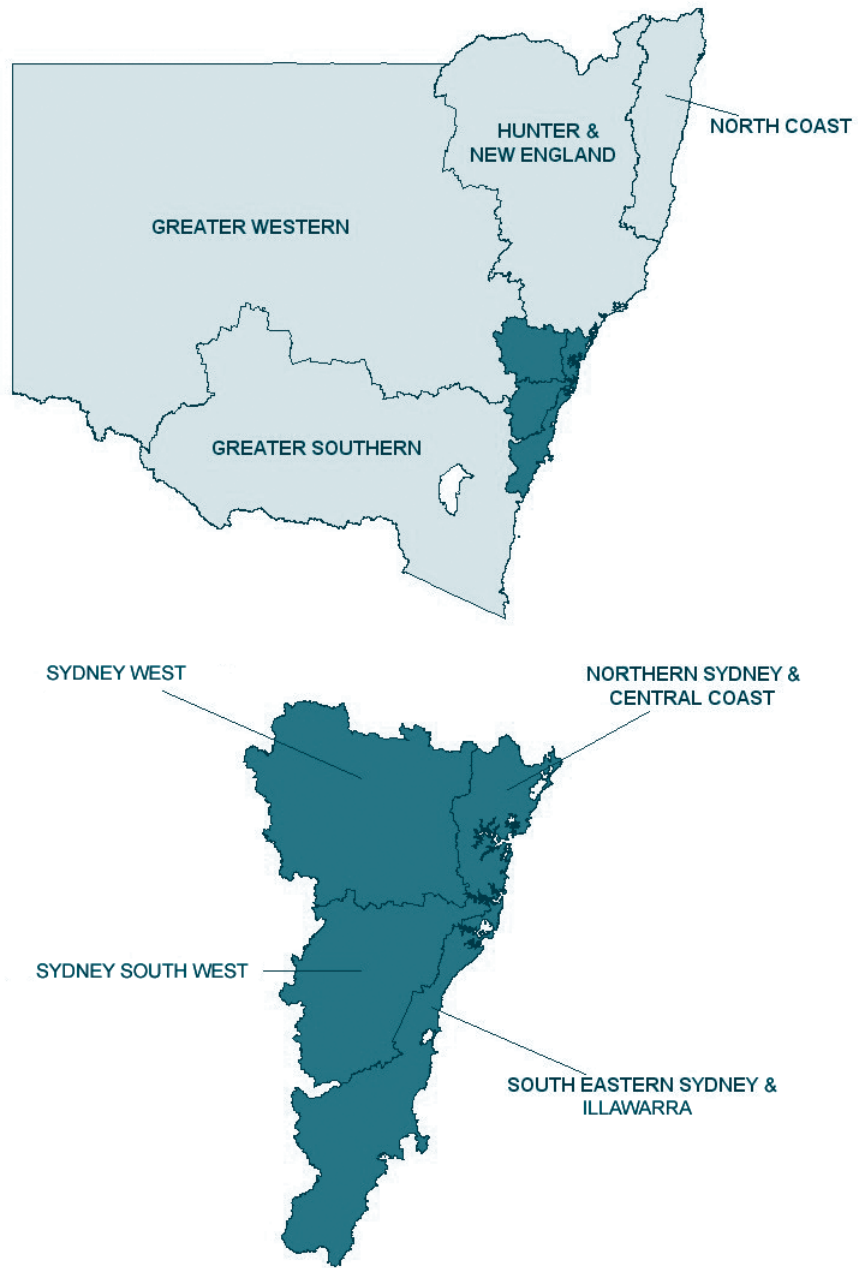 HUNTER &
NEW ENGLAND
NORTH COAST
GREATER WESTERN
GREATER SOUTHERN
SYDNEY WEST
NORTHERN SYDNEY &
CENTRAL COAST
SYDNEY SOUTH WEST
SOUTH EASTERN SYDNEY &
ILLAWARRA